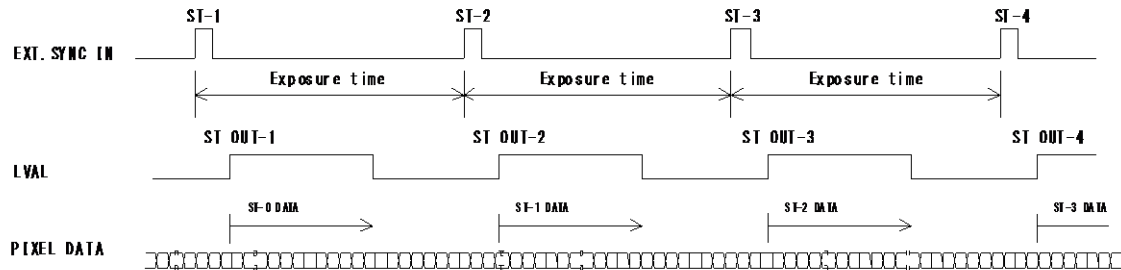 ST-1 ST-2 ST-3 ST-4
EXT. SYNC IN
Exposure time Exposure time Exposure time
ST OUT-1 ST OUT-2 ST OUT-3 ST OUT-4
LVAL
ST-0 DATA ST-1 DATA ST-2 DATA ST-3 DATA
PIXEL DATA